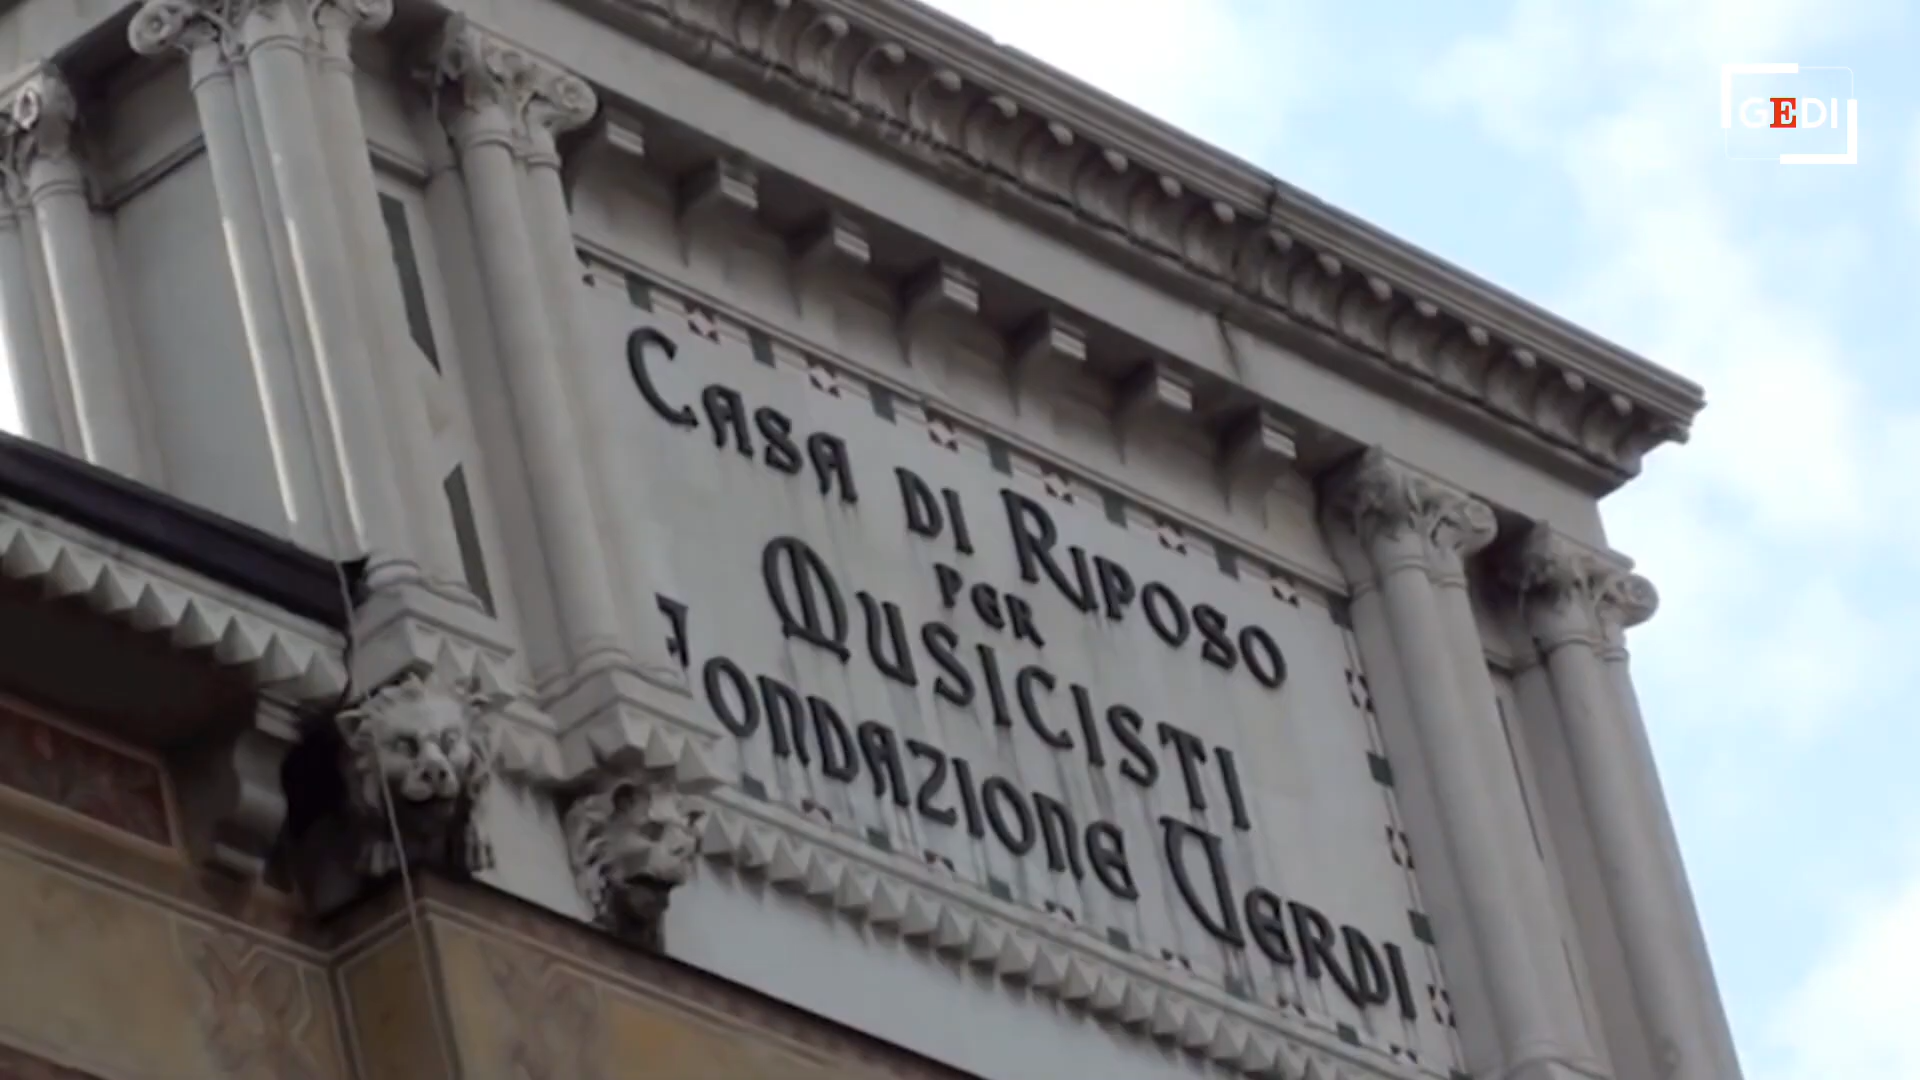 GEDI
CASA DI RIPOSO
PER
MUSICISTI
FONDAZIONE VERDI